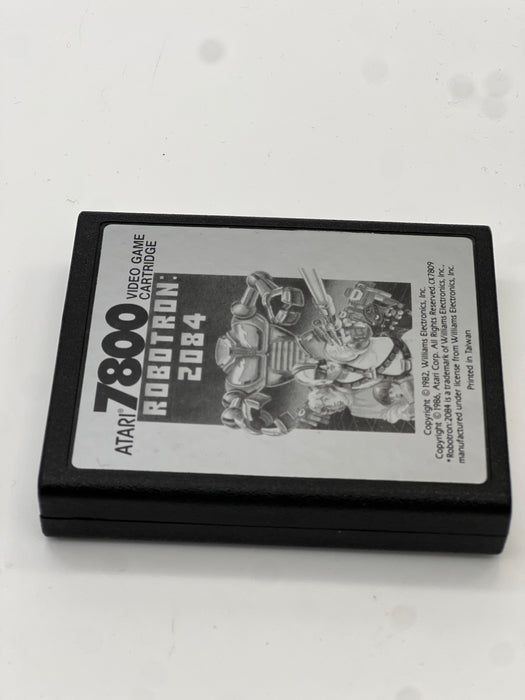 ATARI® 7800 VIDEO GAME
CARTRIDGE
ROBOTRON:
2084
Copyright © 1982, Williams Electronics, Inc.
Copyright © 1986, Atari Corp. All Rights Reserved.CX7809
*Robotron:2084 is a trademark of Williams Electronics, Inc.,
manufactured under license from Williams Electronics, Inc.
Printed in Taiwan